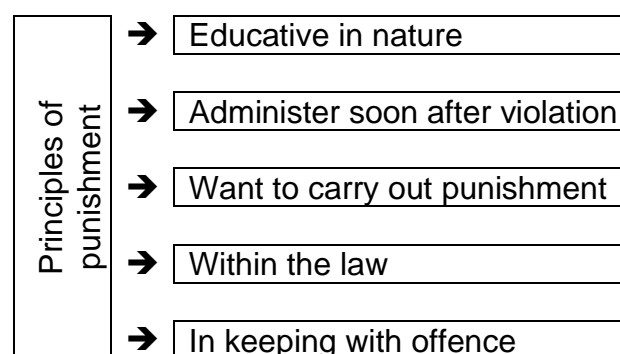 Principles of
punishment
➔ Educative in nature
➔ Administer soon after violation
➔ Want to carry out punishment
➔ Within the law
➔ In keeping with offence